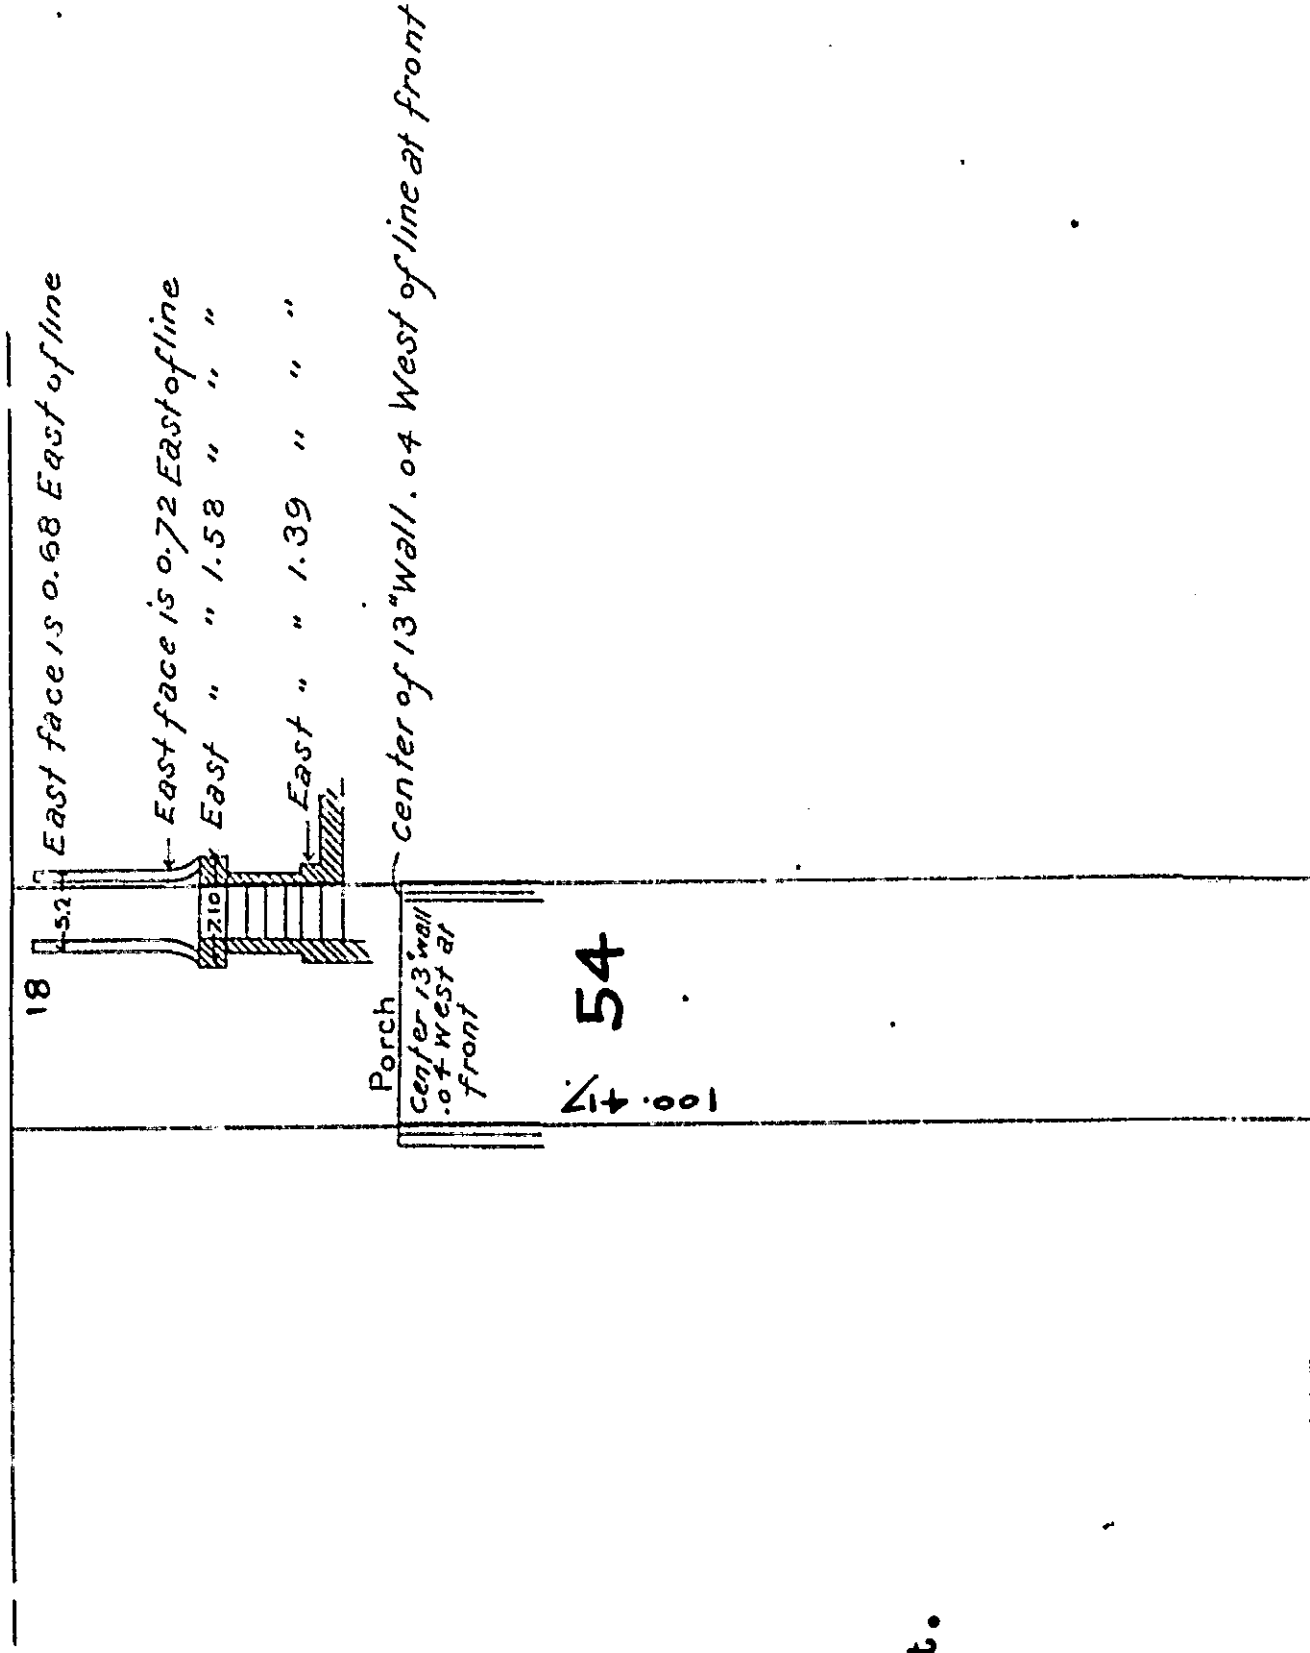 18
5.2
East face is 0.68 East of line
East face is 0.72 East of line
7.10
East " " 1.58 " " "
East " " 1.39 " " "
Porch
center of 13" wall .04 West of line at front
center 13" wall
.04 west at
front
54
100.47
t.